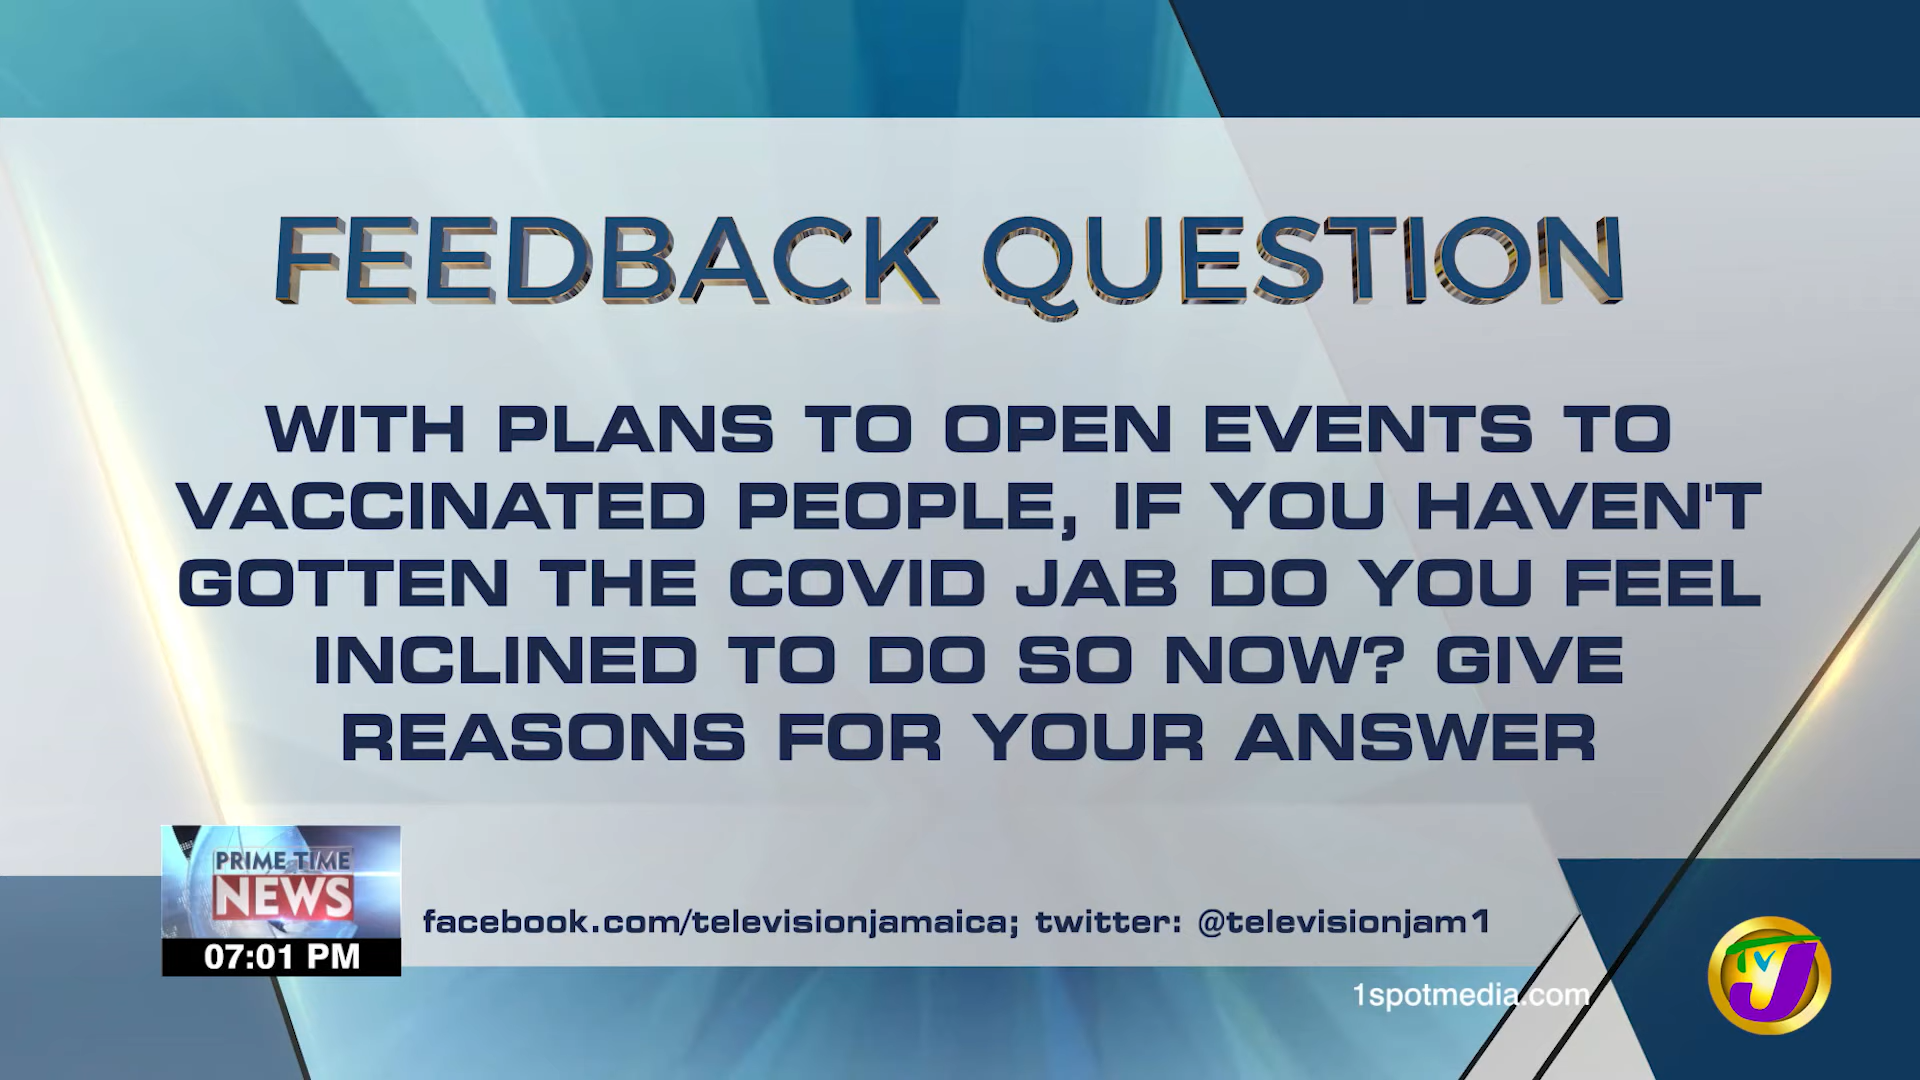 FEEDBACK QUESTION
WITH PLANS TO OPEN EVENTS TO
VACCINATED PEOPLE, IF YOU HAVEN'T
GOTTEN THE COVID JAB DO YOU FEEL
INCLINED TO DO SO NOW? GIVE
REASONS FOR YOUR ANSWER
PRIME TIME
NEWS
07:01 PM
facebook.com/televisionjamaica; twitter: @televisionjam1
1spotmedia.com
TVJ